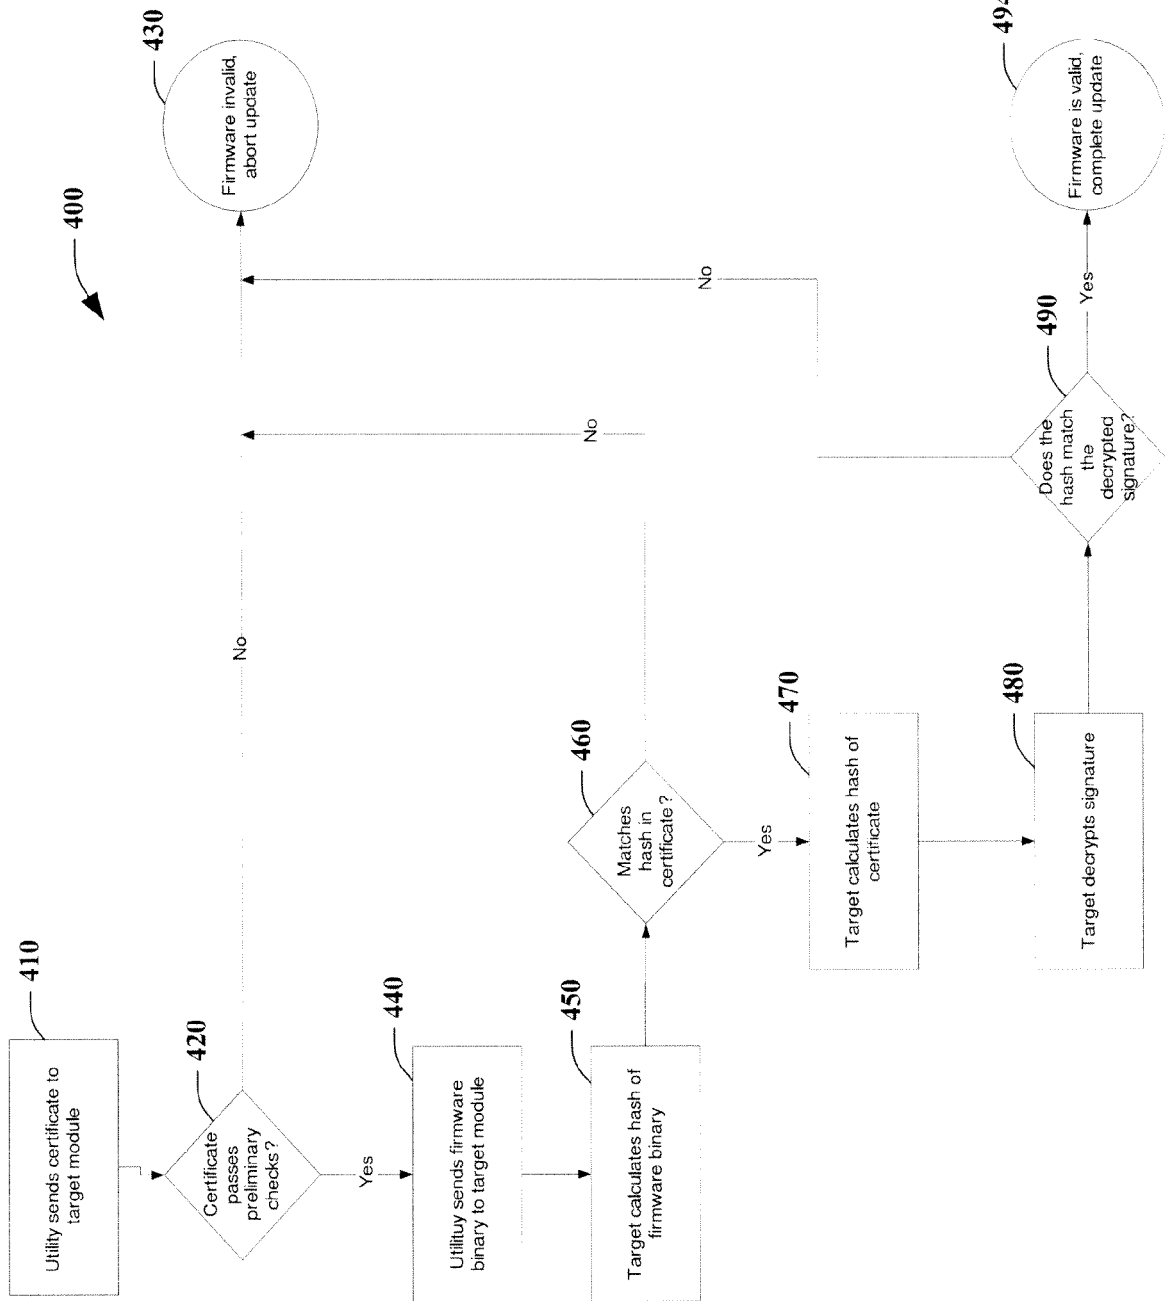 400
410
Utility sends certificate to
target module
420
Certificate
passes
preliminary
checks?
No
430
Firmware invalid,
abort update
Yes
440
Utilituy sends firmware
binary to target module
450
Target calculates hash of
firmware binary
460
Matches
hash in
certificate?
No
Yes
470
Target calculates hash of
certificate
480
Target decrypts signature
490
Does the
hash match
the
decrypted
signature?
No
Yes
494
Firmware is valid,
complete update